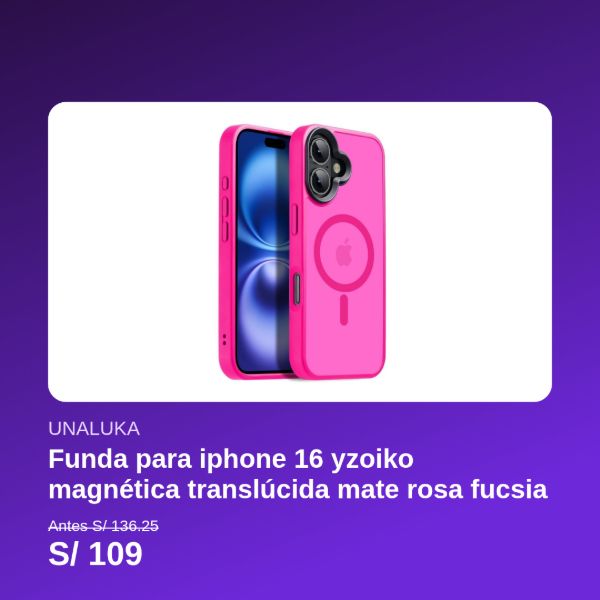 UNALUKA
Funda para iphone 16 yzoiko
magnética translúcida mate rosa fucsia
Antes S/ 136.25
S/ 109